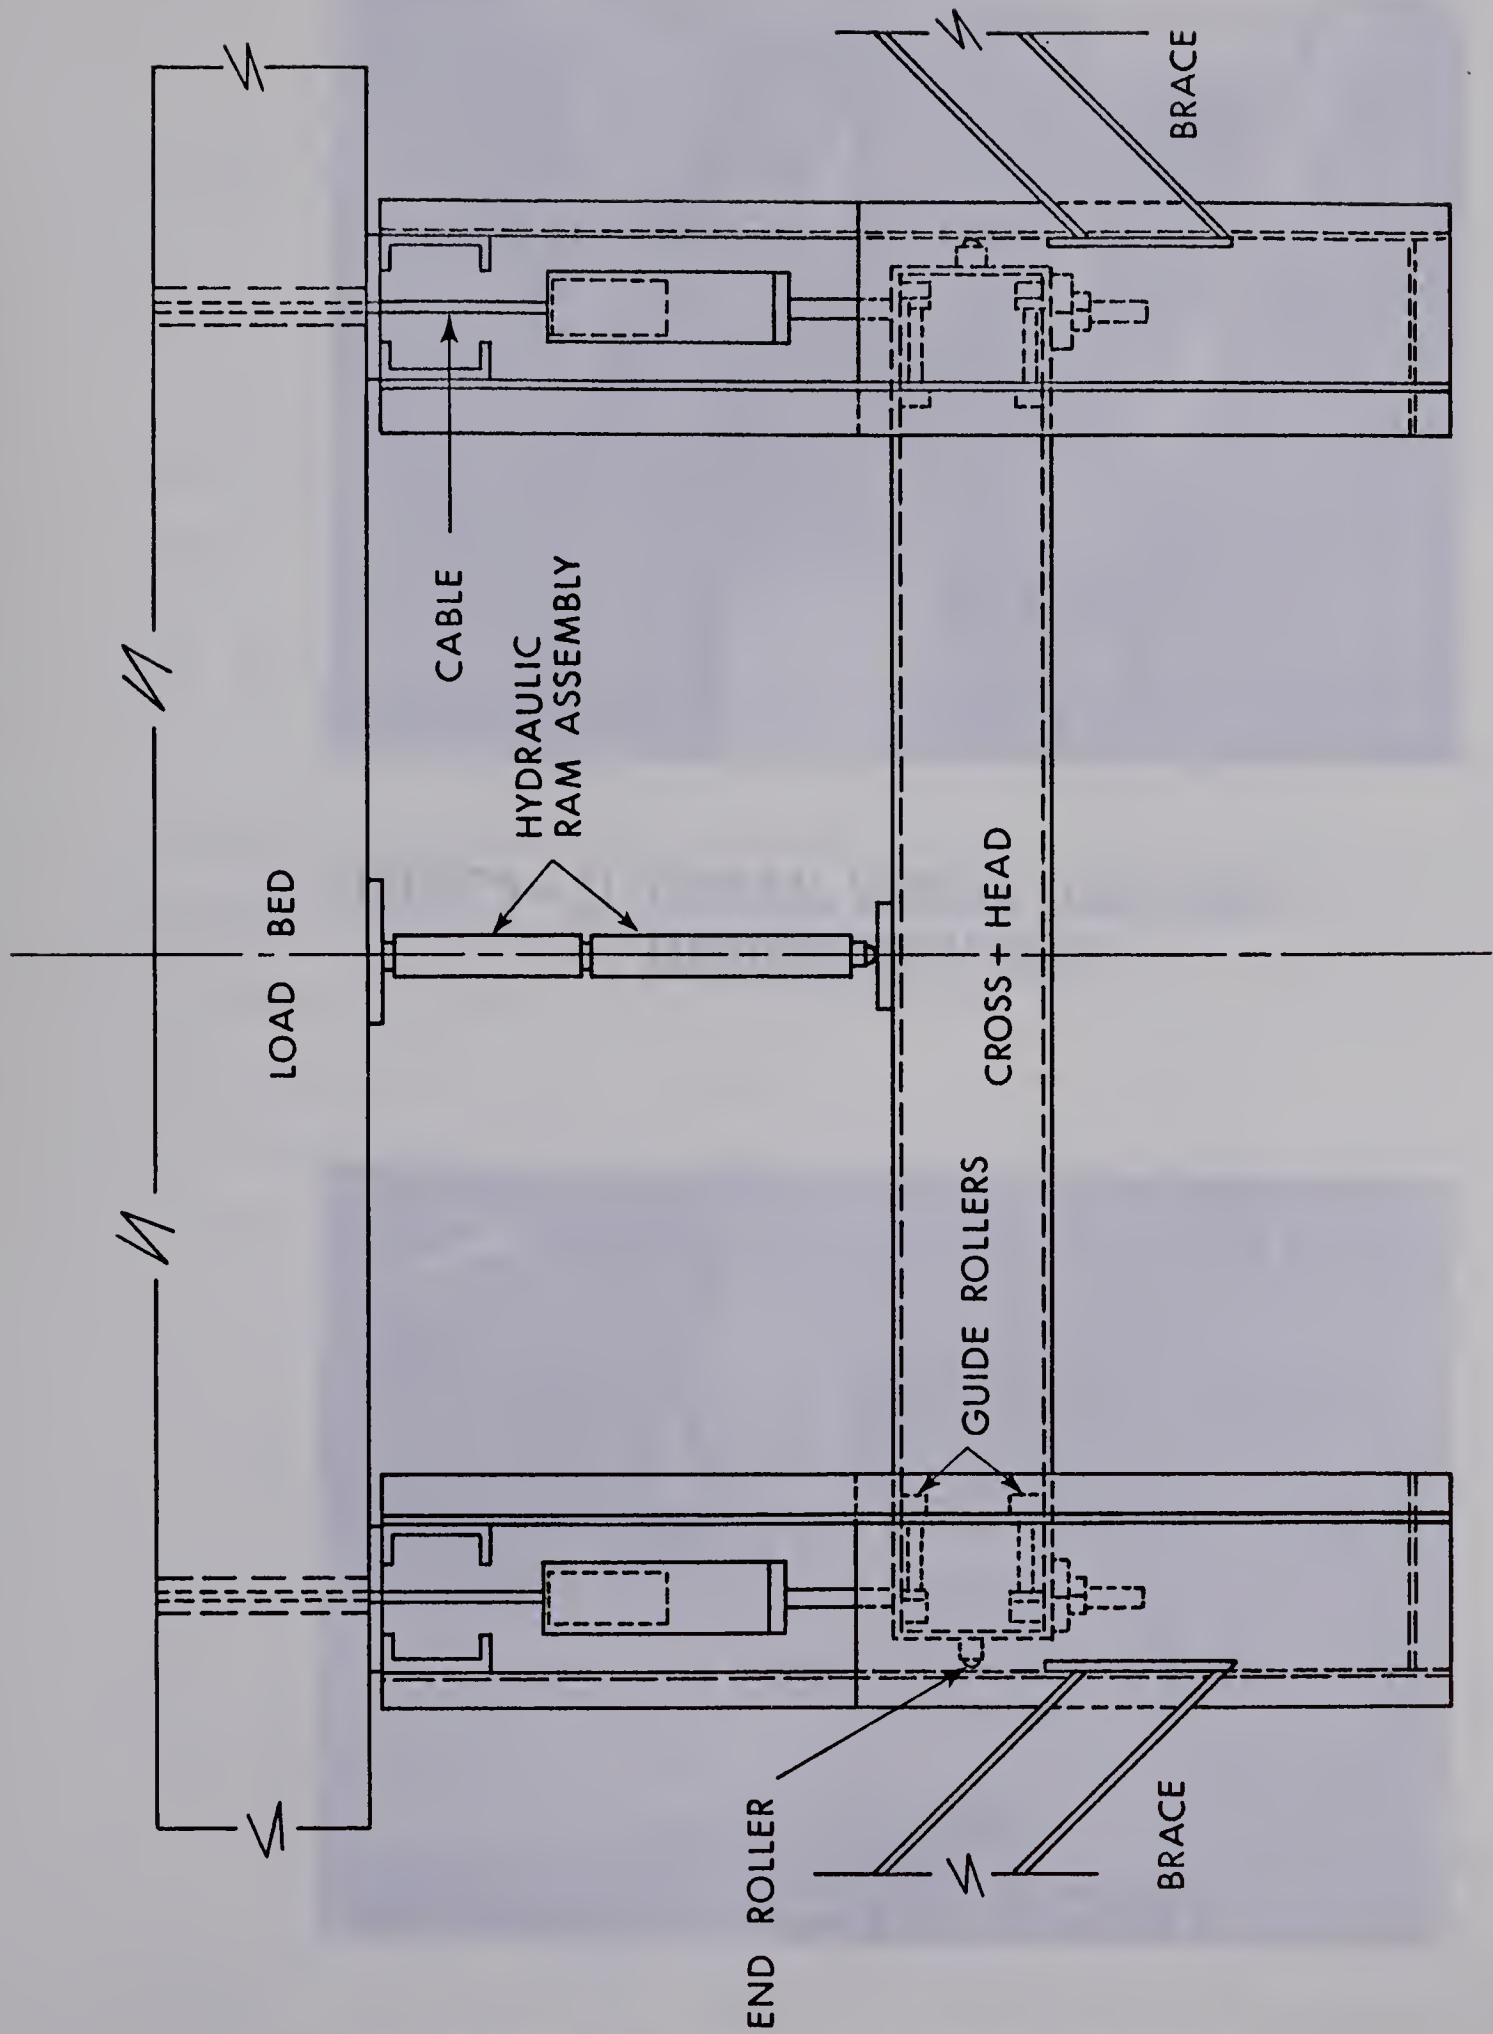 LOAD BED
CABLE
HYDRAULIC
RAM ASSEMBLY
CROSS HEAD
GUIDE ROLLERS
END ROLLER
BRACE
BRACE